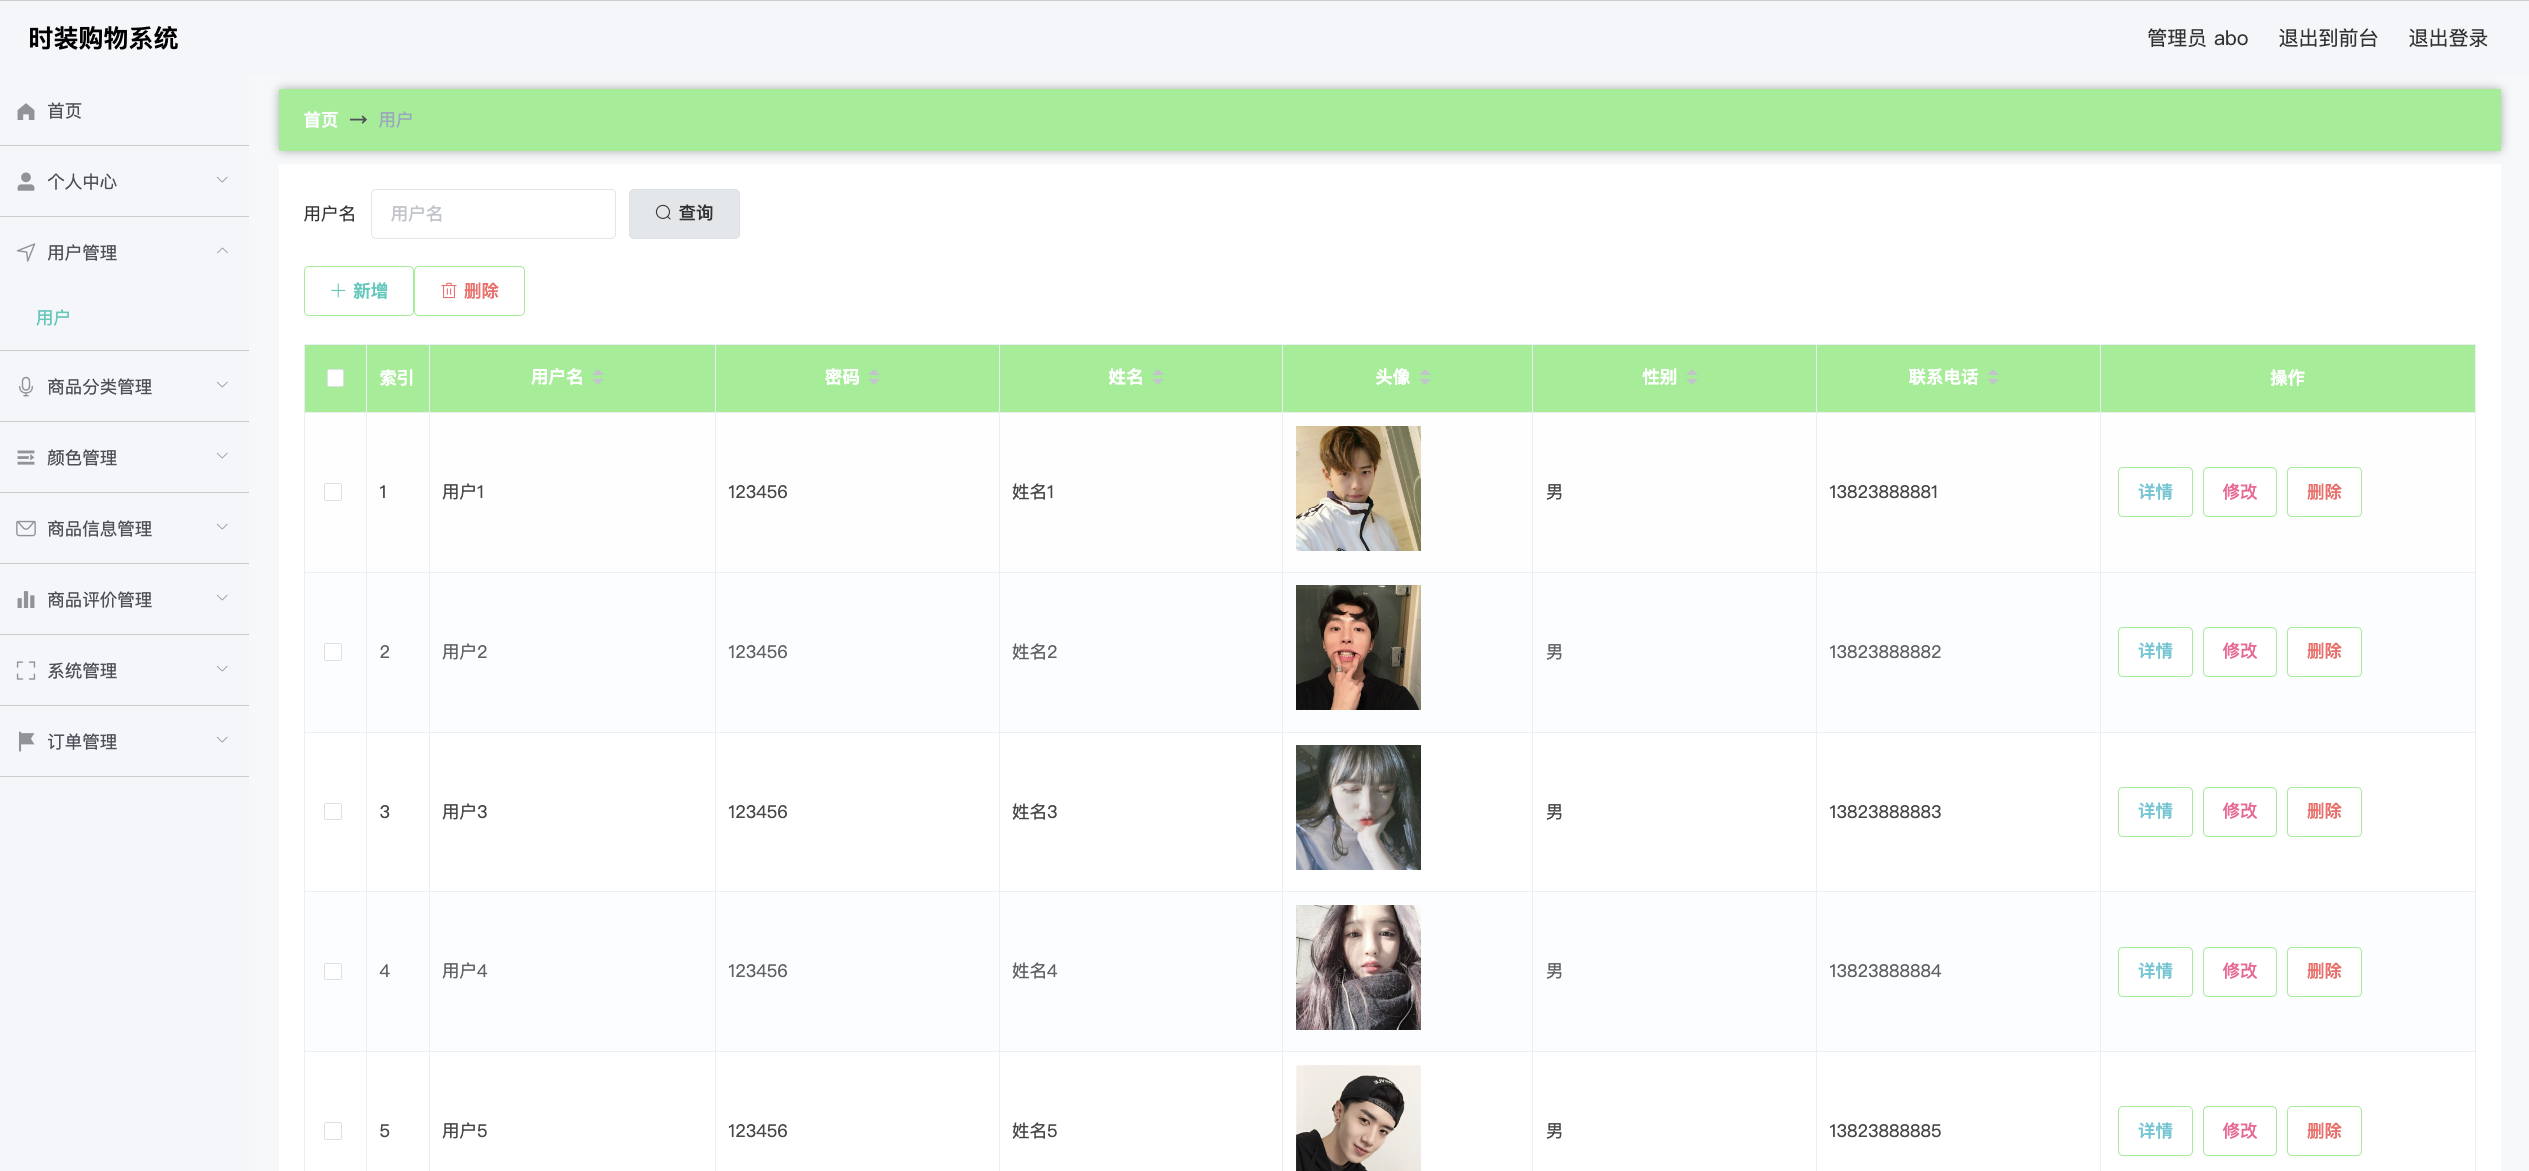 时装购物系统
管理员 abo 退出到前台 退出登录
首页
个人中心
用户管理
用户
商品分类管理
颜色管理
商品信息管理
商品评价管理
系统管理
订单管理
首页 → 用户
用户名 用户名 查询
新增 删除
索引 用户名 密码 姓名 头像 性别 联系电话 操作
1 用户1 123456 姓名1 男 13823888881 详情 修改 删除
2 用户2 123456 姓名2 男 13823888882 详情 修改 删除
3 用户3 123456 姓名3 男 13823888883 详情 修改 删除
4 用户4 123456 姓名4 男 13823888884 详情 修改 删除
5 用户5 123456 姓名5 男 13823888885 详情 修改 删除